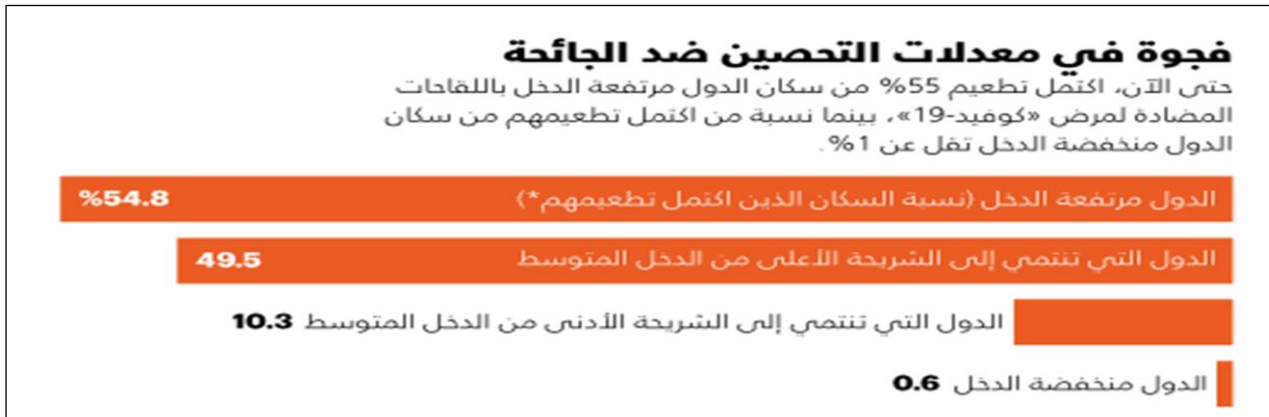 فجوة في معدلات التحصين ضد الجائحة
حتى الآن، اكتمل تطعيم 55% من سكان الدول مرتفعة الدخل باللقاحات
المضادة لمرض «كوفيد-19»، بينما نسبة من اكتمل تطعيمهم من سكان
الدول منخفضة الدخل تقل عن 1%.
الدول مرتفعة الدخل (نسبة السكان الذين اكتمل تطعيمهم*) %54.8
الدول التي تنتمي إلى الشريحة الأعلى من الدخل المتوسط 49.5
الدول التي تنتمي إلى الشريحة الأدنى من الدخل المتوسط 10.3
الدول منخفضة الدخل 0.6